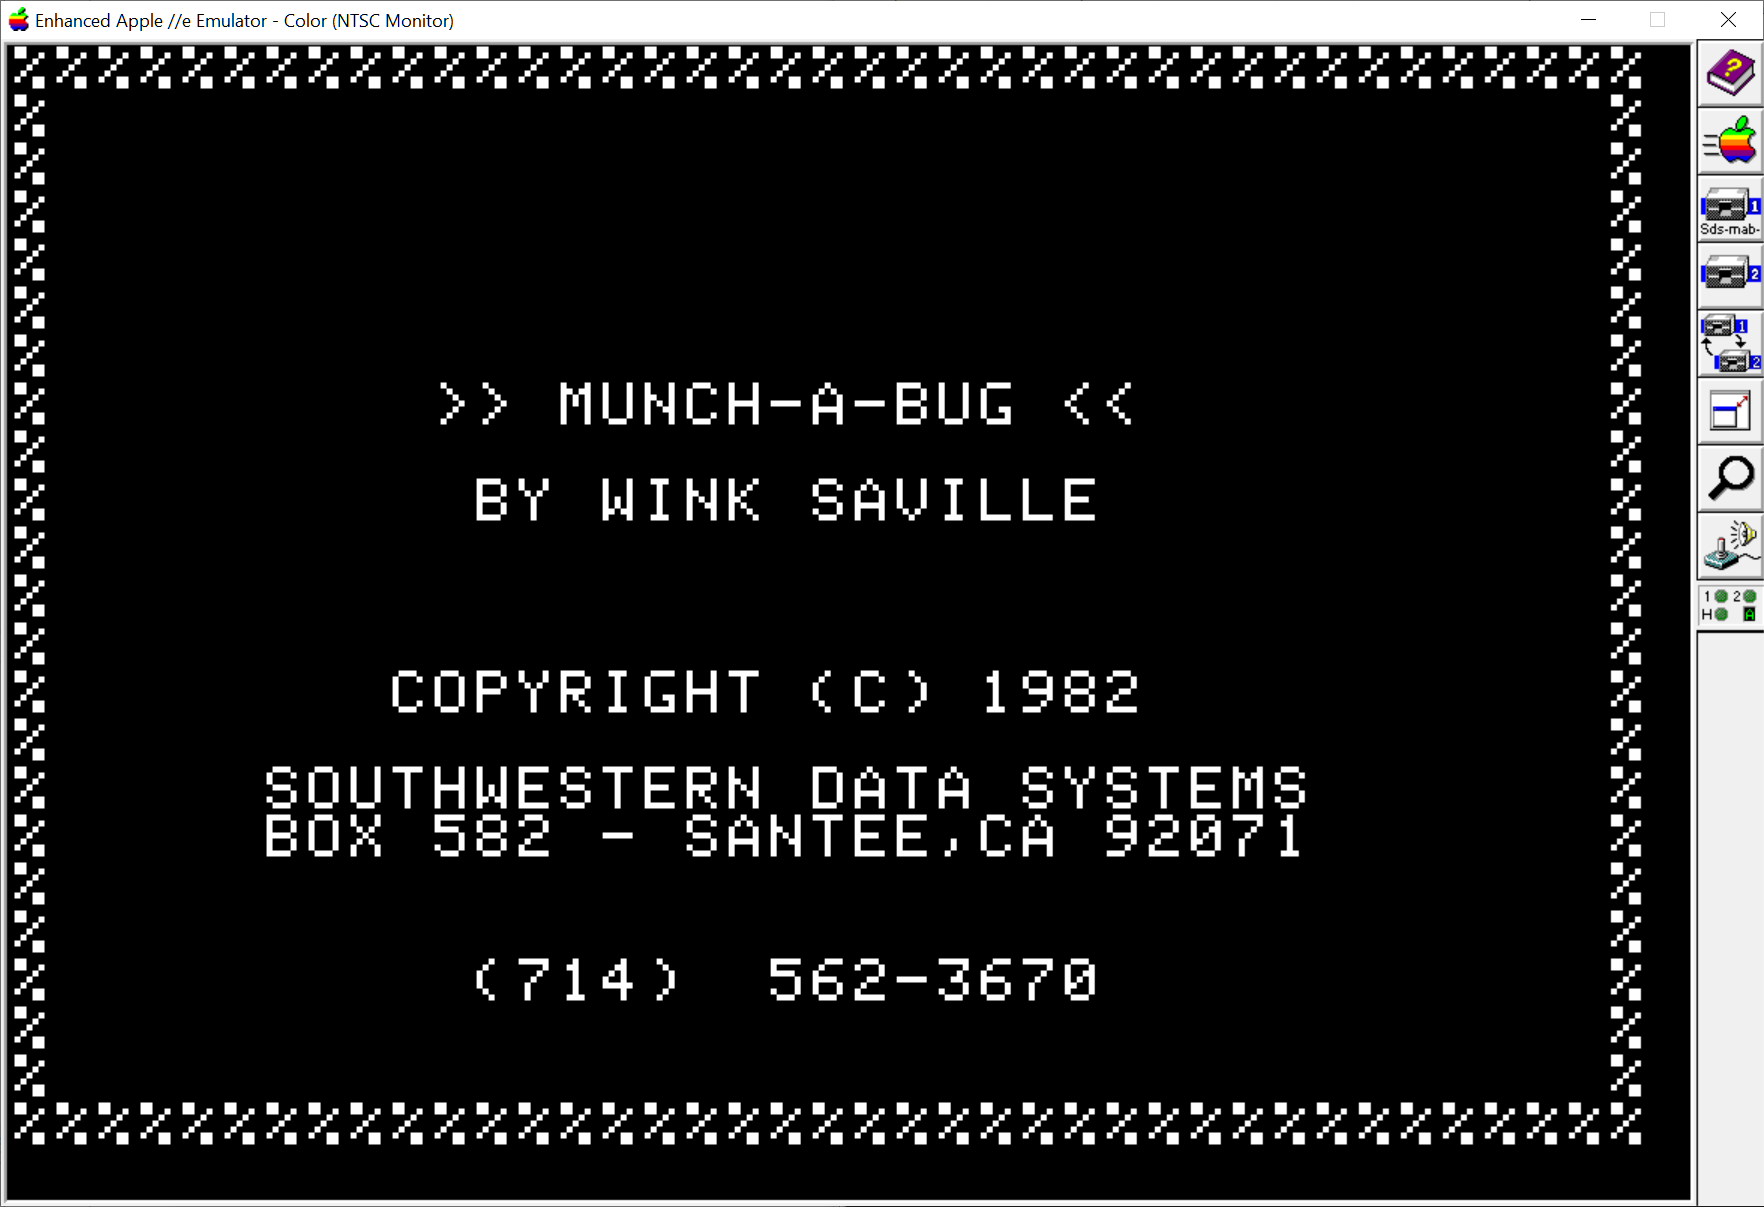 Enhanced Apple //e Emulator - Color (NTSC Monitor)
% % % % % % % % % % % % % % % % % % % % % % % % % % % % % % % % % % % % % % %
>> MUNCH-A-BUG <<
BY WINK SAVILLE
COPYRIGHT (C) 1982
SOUTHWESTERN DATA SYSTEMS
BOX 582 - SANTEE,CA 92071
(714)  562-3670
% % % % % % % % % % % % % % % % % % % % % % % % % % % % % % % % % % % % % % %
?
1
Sds-mab-
2
1
2
1 2
H A